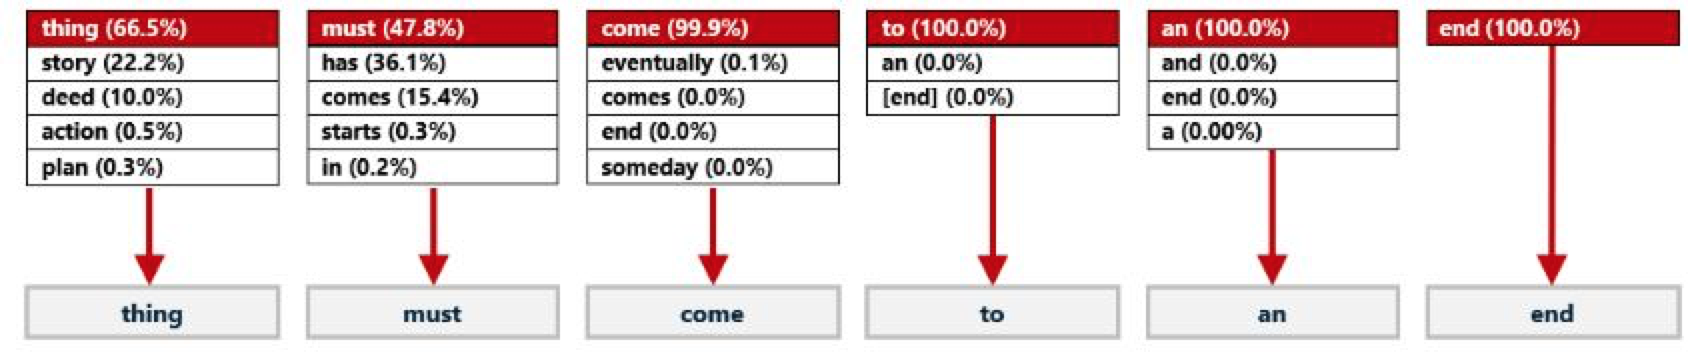 thing (66.5%)
story (22.2%)
deed (10.0%)
action (0.5%)
plan (0.3%)
thing
must (47.8%)
has (36.1%)
comes (15.4%)
starts (0.3%)
in (0.2%)
must
come (99.9%)
eventually (0.1%)
comes (0.0%)
end (0.0%)
someday (0.0%)
come
to (100.0%)
an (0.0%)
[end] (0.0%)
to
an (100.0%)
and (0.0%)
end (0.0%)
a (0.00%)
an
end (100.0%)
end